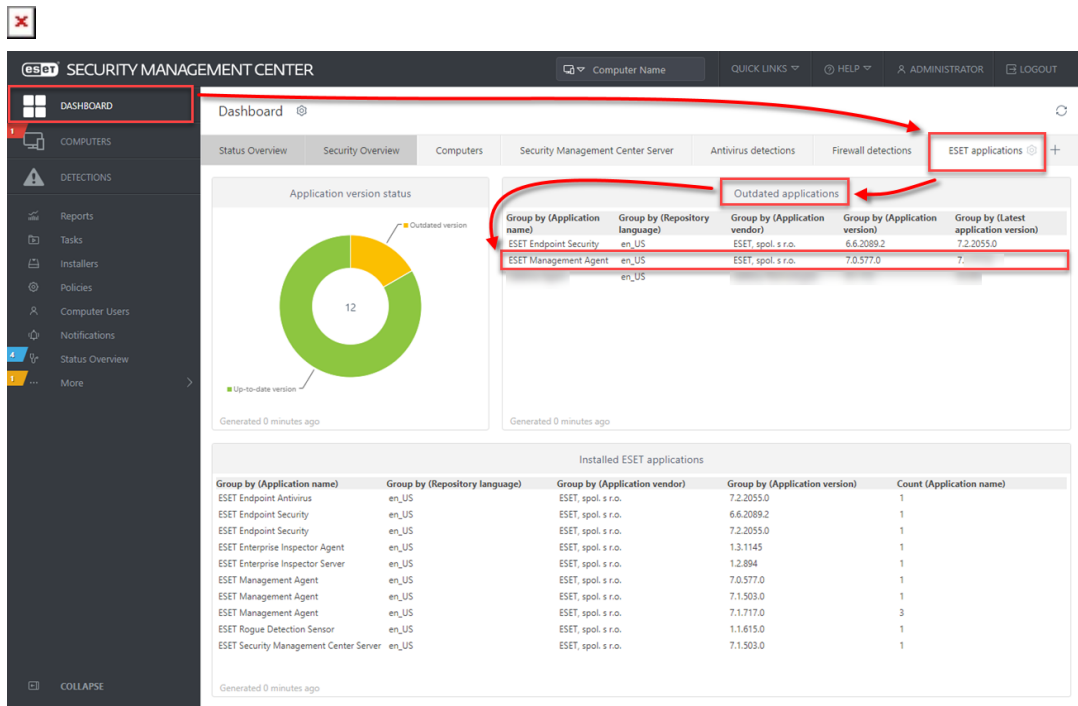 eset SECURITY MANAGEMENT CENTER
Computer Name
QUICK LINKS
HELP
ADMINISTRATOR
LOGOUT
DASHBOARD
1
COMPUTERS
DETECTIONS
Reports
Tasks
Installers
Policies
Computer Users
Notifications
4
Status Overview
1
More
COLLAPSE
Dashboard
Status Overview Security Overview Computers Security Management Center Server Antivirus detections Firewall detections ESET applications +
Application version status
Outdated version
12
Up-to-date version
Generated 0 minutes ago
Outdated applications
Group by (Application name) Group by (Repository language) Group by (Application vendor) Group by (Application version) Group by (Latest application version)
ESET Endpoint Security en_US ESET, spol. s r.o. 6.6.2089.2 7.2.2055.0
ESET Management Agent en_US ESET, spol. s r.o. 7.0.577.0 7.
en_US
Generated 0 minutes ago
Installed ESET applications
Group by (Application name) Group by (Repository language) Group by (Application vendor) Group by (Application version) Count (Application name)
ESET Endpoint Antivirus en_US ESET, spol. s r.o. 7.2.2055.0 1
ESET Endpoint Security en_US ESET, spol. s r.o. 6.6.2089.2 1
ESET Endpoint Security en_US ESET, spol. s r.o. 7.2.2055.0 1
ESET Enterprise Inspector Agent en_US ESET, spol. s r.o. 1.3.1145 1
ESET Enterprise Inspector Server en_US ESET, spol. s r.o. 1.2.894 1
ESET Management Agent en_US ESET, spol. s r.o. 7.0.577.0 1
ESET Management Agent en_US ESET, spol. s r.o. 7.1.503.0 1
ESET Management Agent en_US ESET, spol. s r.o. 7.1.717.0 3
ESET Rogue Detection Sensor en_US ESET, spol. s r.o. 1.1.615.0 1
ESET Security Management Center Server en_US ESET, spol. s r.o. 7.1.503.0 1
Generated 0 minutes ago